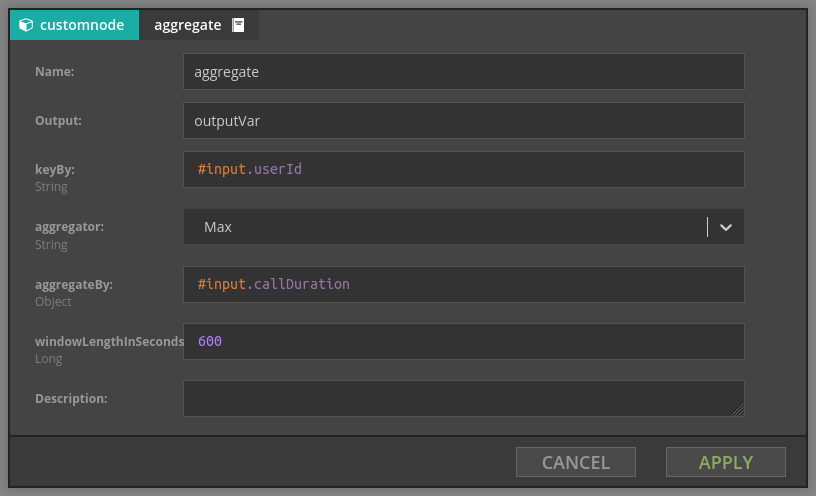 customnode aggregate
Name: aggregate
Output: outputVar
keyBy: #input.userId
String
aggregator: Max
String
aggregateBy: #input.callDuration
Object
windowLengthInSeconds 600
Long
Description:
CANCEL APPLY